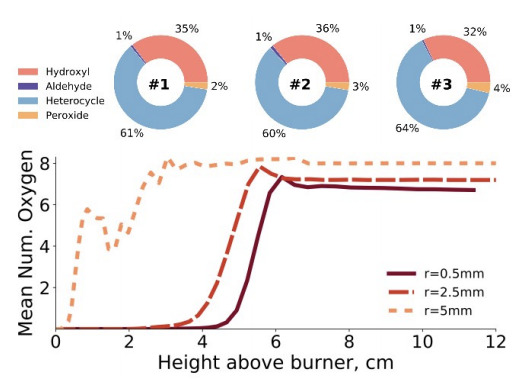 35%
36%
32%
1%
1%
1%
Hydroxyl
Aldehyde
Heterocycle
Peroxide
#1
#2
#3
2%
3%
4%
61%
60%
64%
Mean Num. Oxygen
8
6
4
2
r=0.5mm
r=2.5mm
r=5mm
0
2
4
6
8
10
12
Height above burner, cm